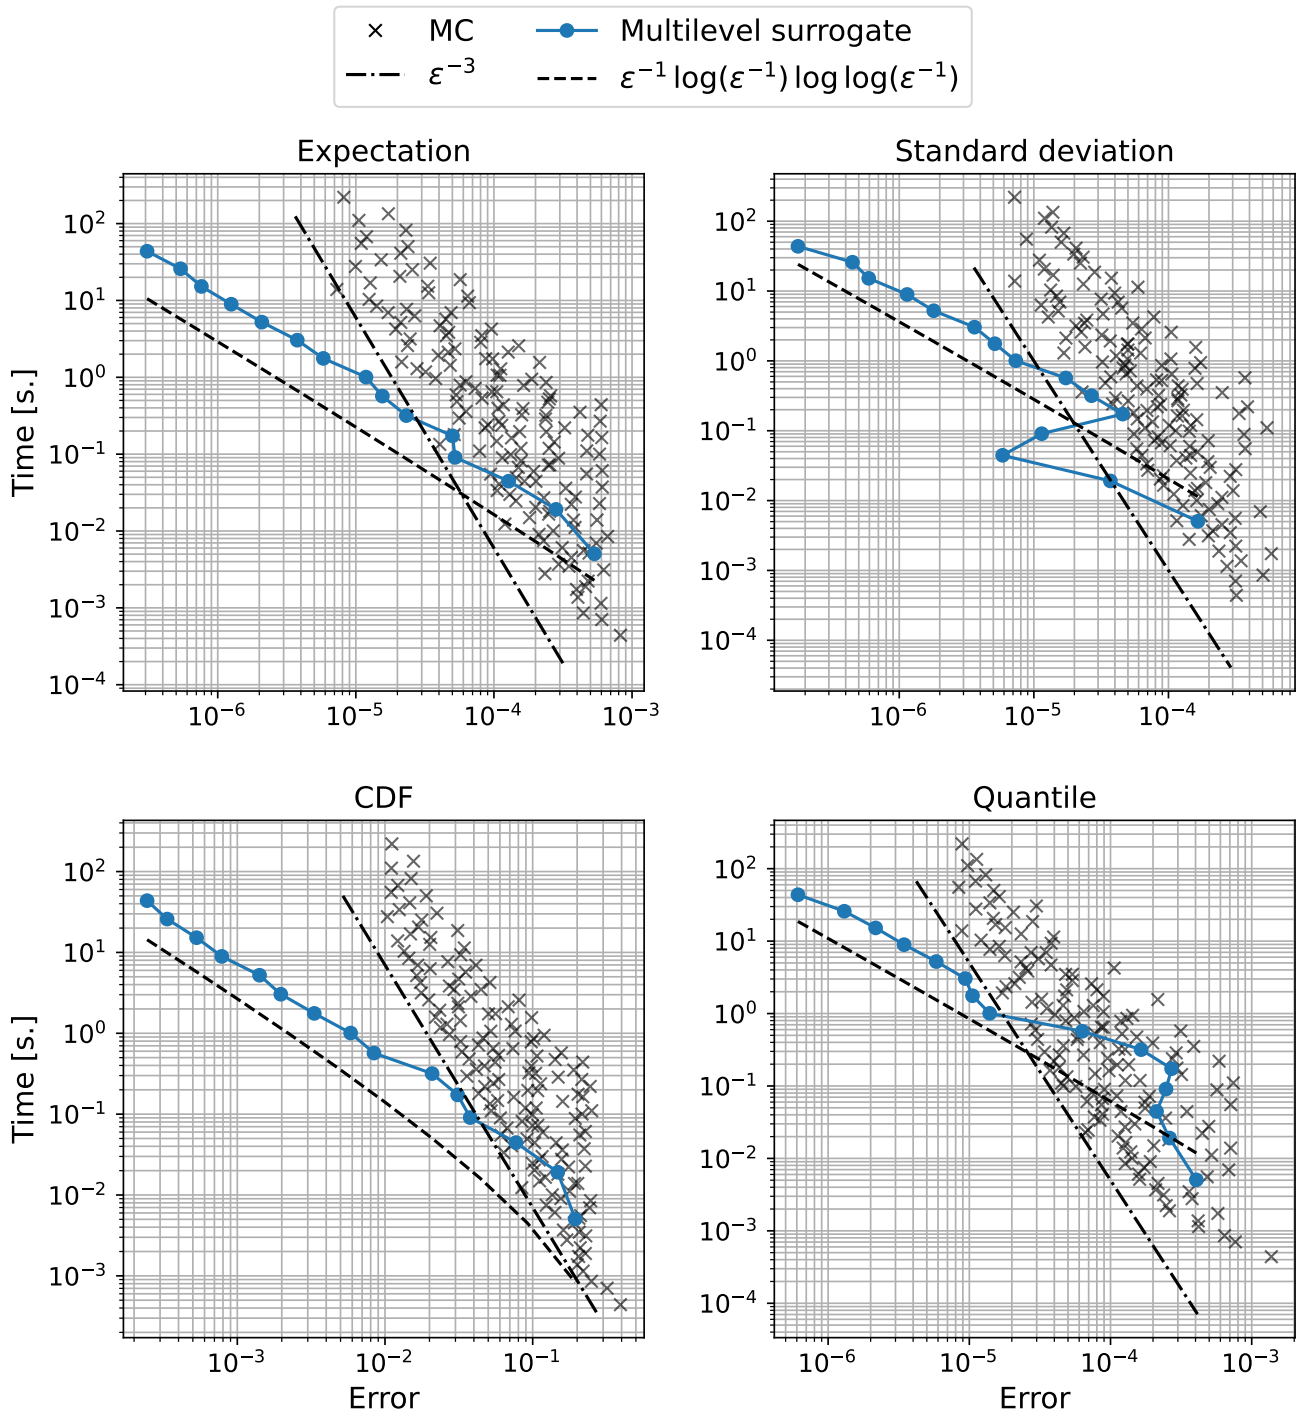 MC
Multilevel surrogate
ε⁻³
ε⁻¹ log(ε⁻¹) log log(ε⁻¹)
Expectation
Standard deviation
Time [s.]
10²
10¹
10⁰
10⁻¹
10⁻²
10⁻³
10⁻⁴
10⁻⁶ 10⁻⁵ 10⁻⁴ 10⁻³
10²
10¹
10⁰
10⁻¹
10⁻²
10⁻³
10⁻⁴
10⁻⁶ 10⁻⁵ 10⁻⁴
CDF
Quantile
Time [s.]
10²
10¹
10⁰
10⁻¹
10⁻²
10⁻³
10⁻³ 10⁻² 10⁻¹
Error
10²
10¹
10⁰
10⁻¹
10⁻²
10⁻³
10⁻⁴
10⁻⁶ 10⁻⁵ 10⁻⁴ 10⁻³
Error